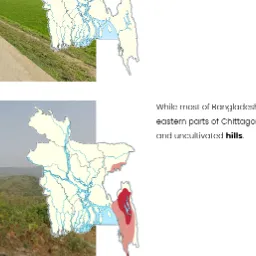 While most of Bangladesh
eastern parts of Chittago
and uncultivated hills.